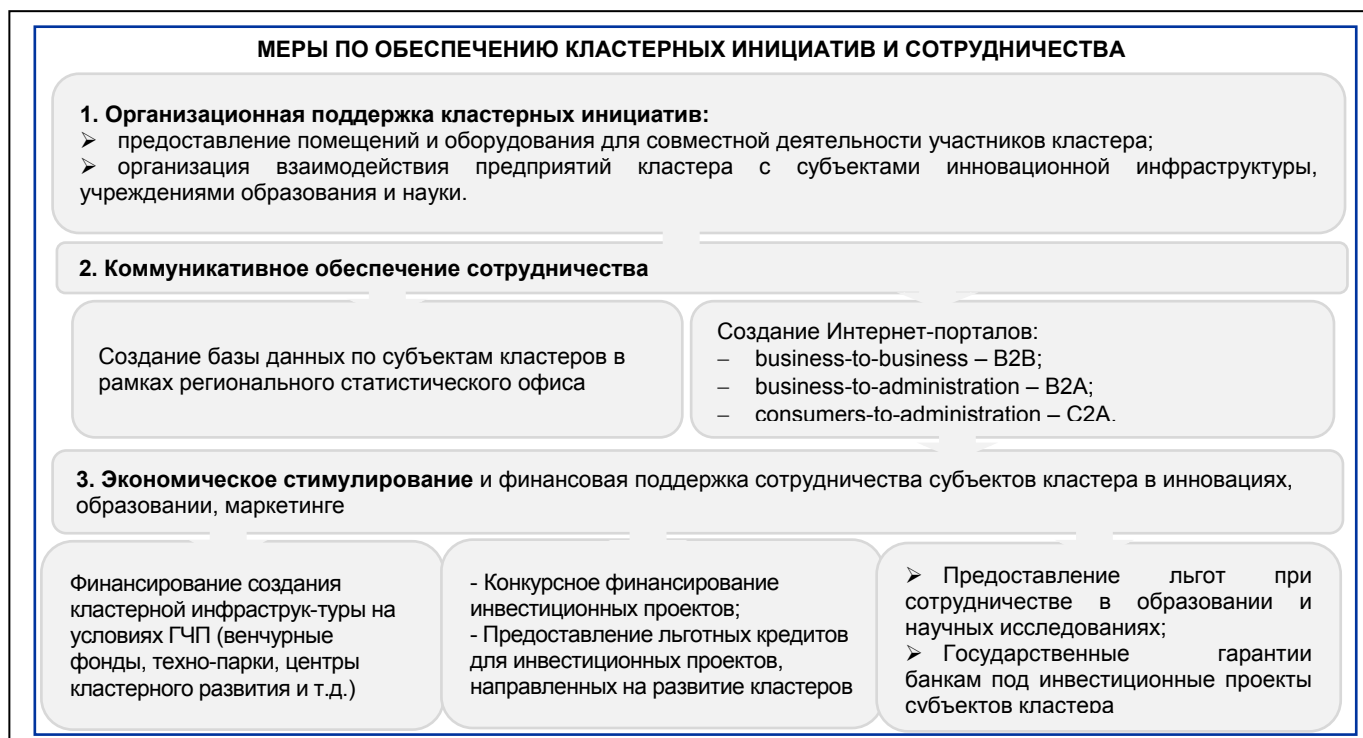 МЕРЫ ПО ОБЕСПЕЧЕНИЮ КЛАСТЕРНЫХ ИНИЦИАТИВ И СОТРУДНИЧЕСТВА
1. Организационная поддержка кластерных инициатив:
➢ предоставление помещений и оборудования для совместной деятельности участников кластера;
➢ организация взаимодействия предприятий кластера с субъектами инновационной инфраструктуры,
учреждениями образования и науки.
2. Коммуникативное обеспечение сотрудничества
Создание базы данных по субъектам кластеров в
рамках регионального статистического офиса
Создание Интернет-порталов:
− business-to-business – B2B;
− business-to-administration – B2A;
− consumers-to-administration – C2A.
3. Экономическое стимулирование и финансовая поддержка сотрудничества субъектов кластера в инновациях,
образовании, маркетинге
Финансирование создания
кластерной инфраструк-туры на
условиях ГЧП (венчурные
фонды, техно-парки, центры
кластерного развития и т.д.)
- Конкурсное финансирование
инвестиционных проектов;
- Предоставление льготных кредитов
для инвестиционных проектов,
направленных на развитие кластеров
➢ Предоставление льгот при
сотрудничестве в образовании и
научных исследованиях;
➢ Государственные гарантии
банкам под инвестиционные проекты
субъектов кластера